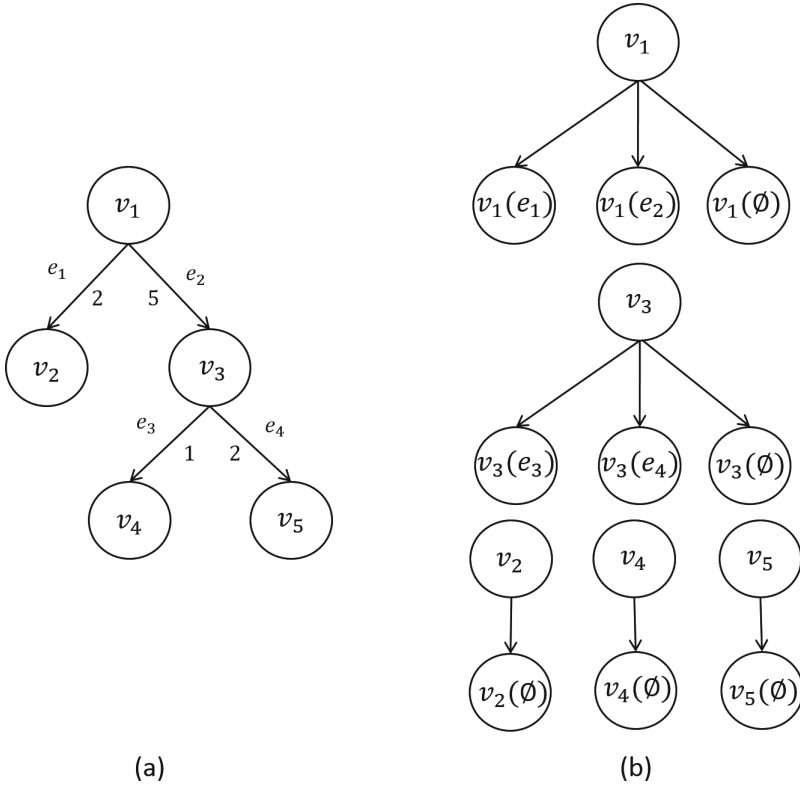 v₁
e₁ e₂
2 5
v₂ v₃
e₃ e₄
1 2
v₄ v₅
(a)
v₁
v₁(e₁) v₁(e₂) v₁(∅)
v₃
v₃(e₃) v₃(e₄) v₃(∅)
v₂ v₄ v₅
v₂(∅) v₄(∅) v₅(∅)
(b)